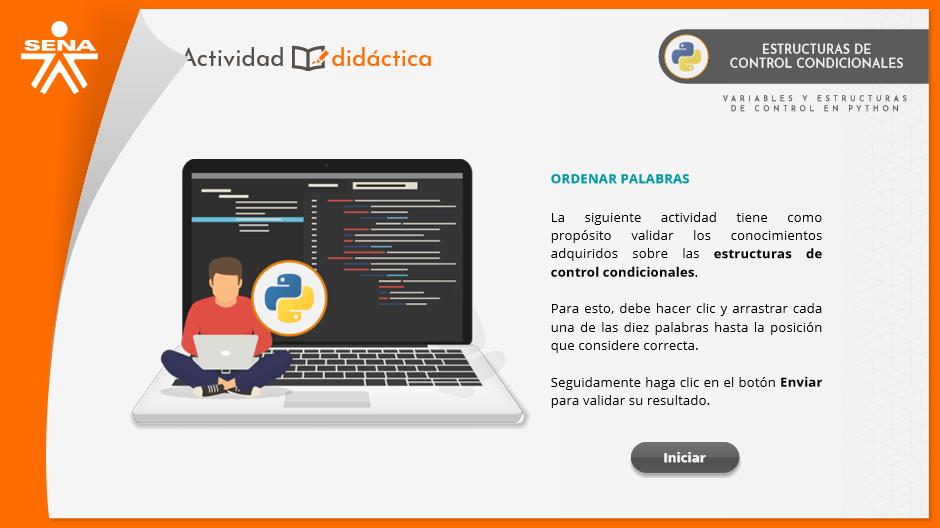 SENA
Actividad didáctica
ESTRUCTURAS DE
CONTROL CONDICIONALES
VARIABLES Y ESTRUCTURAS
DE CONTROL EN PYTHON
ORDENAR PALABRAS
La siguiente actividad tiene como
propósito validar los conocimientos
adquiridos sobre las estructuras de
control condicionales.
Para esto, debe hacer clic y arrastrar cada
una de las diez palabras hasta la posición
que considere correcta.
Seguidamente haga clic en el botón Enviar
para validar su resultado.
Iniciar